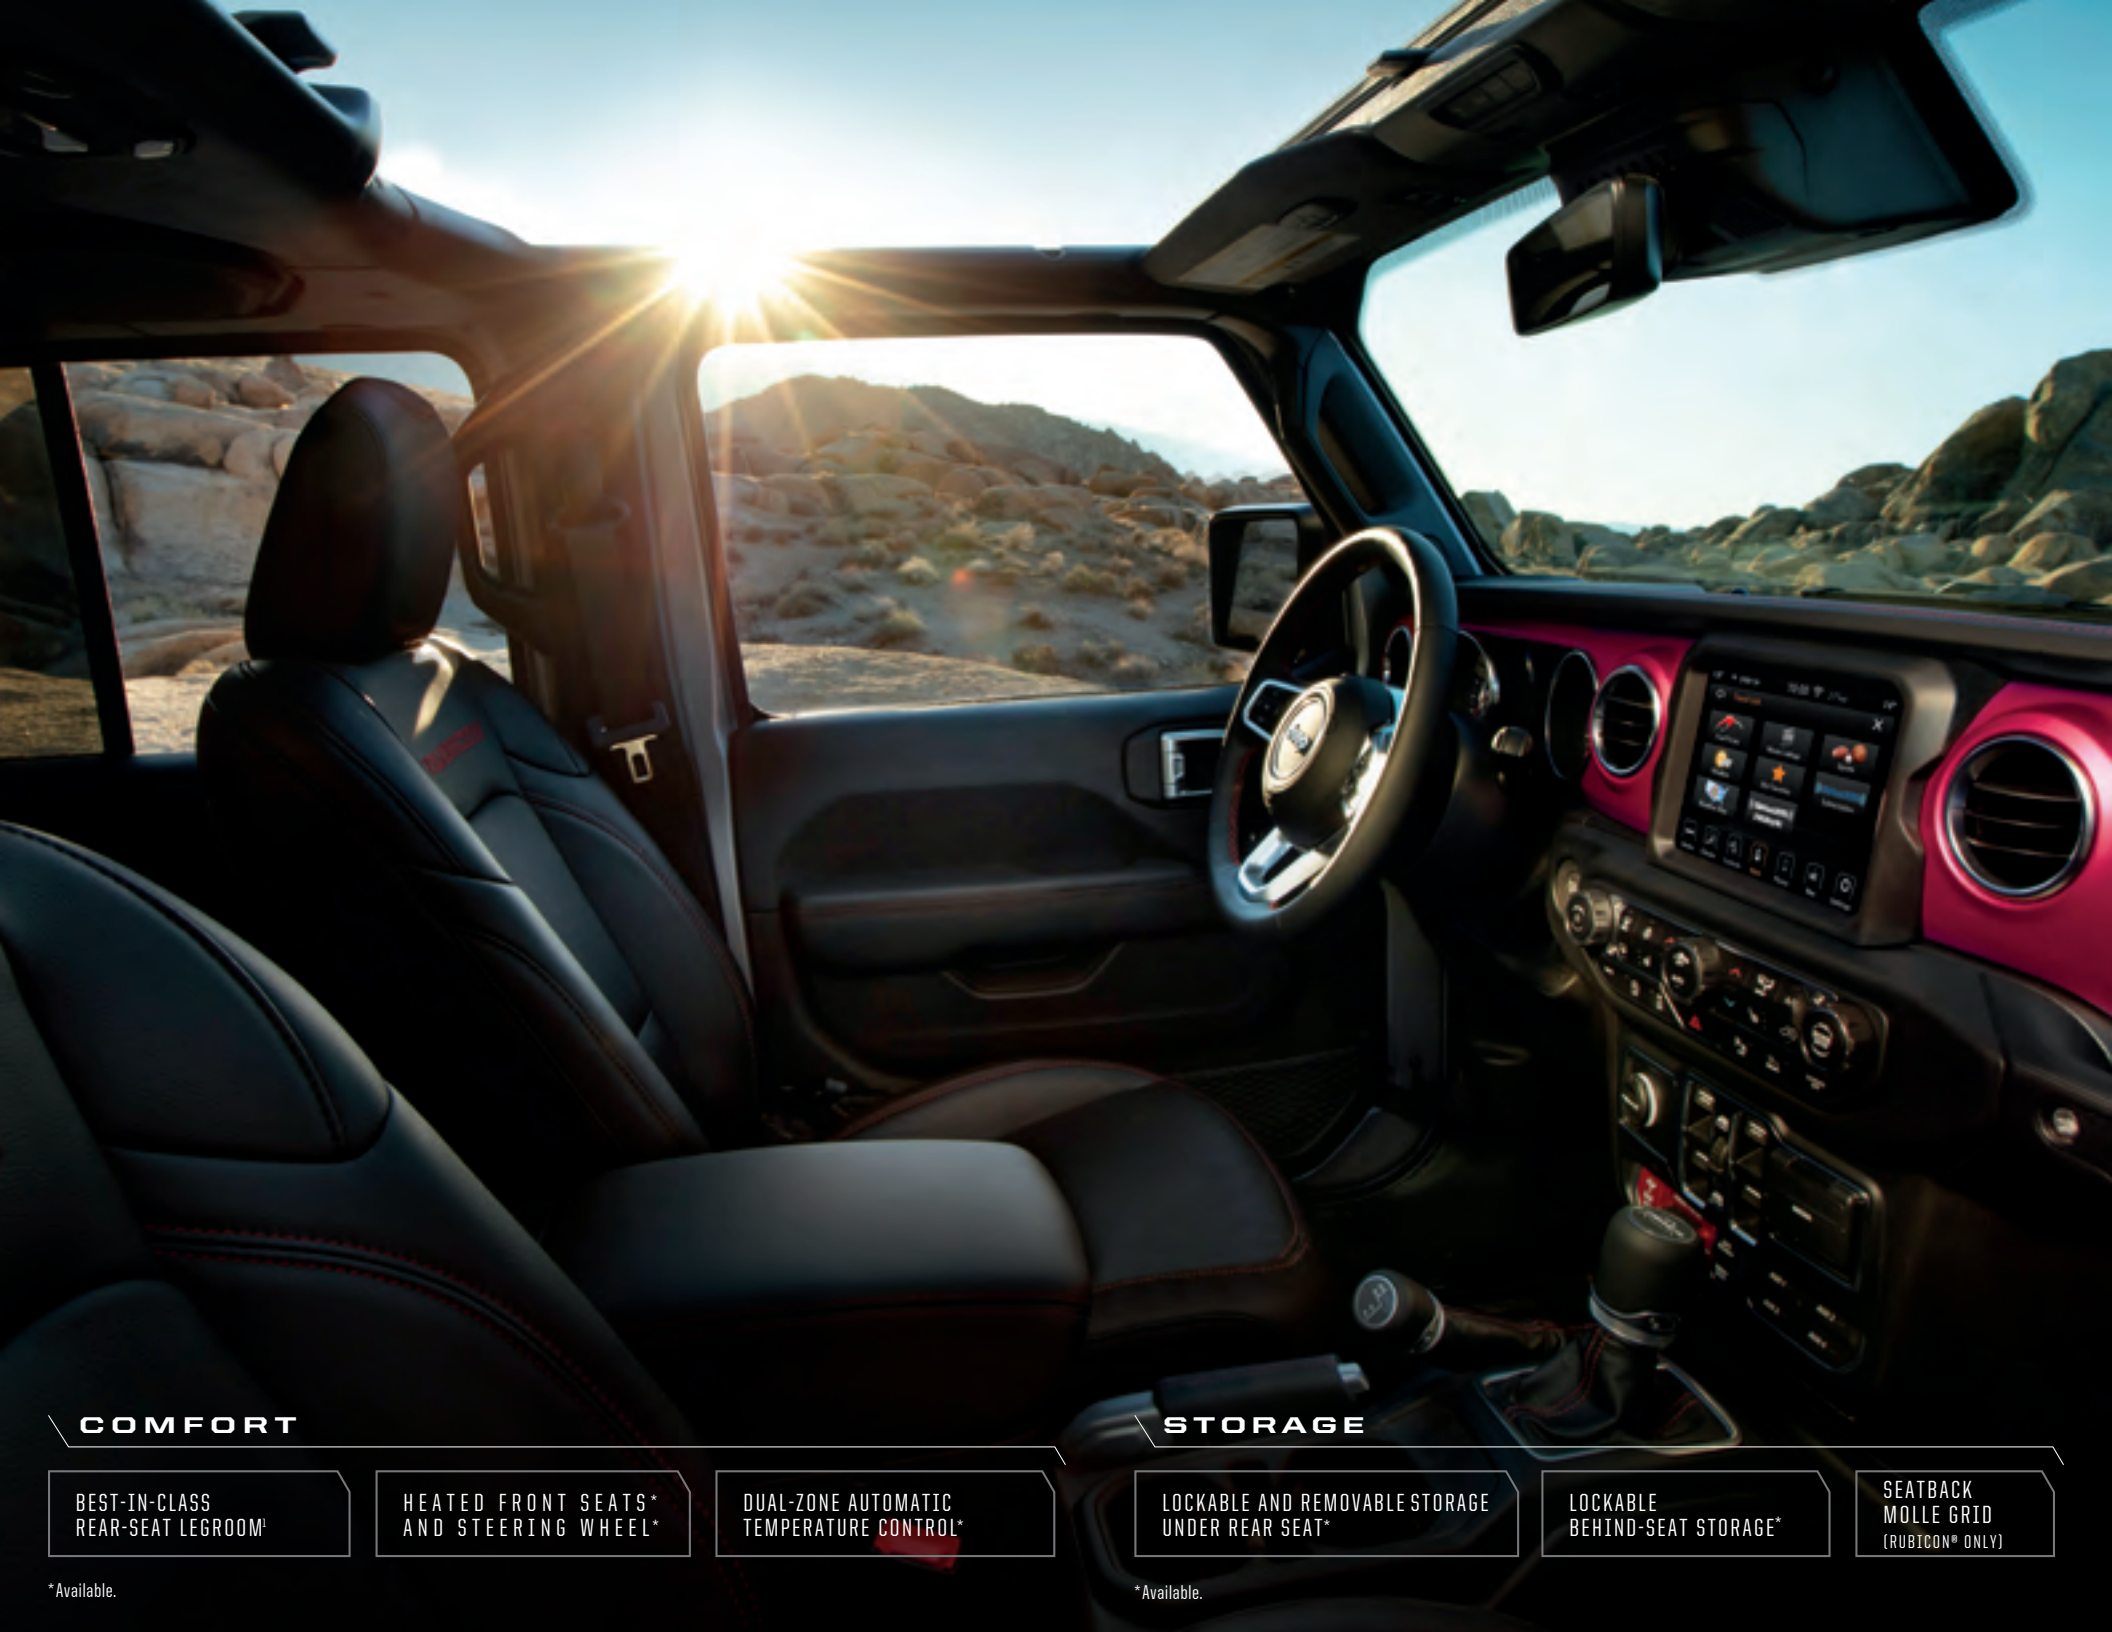 COMFORT
BEST-IN-CLASS
REAR-SEAT LEGROOM¹
HEATED FRONT SEATS*
AND STEERING WHEEL*
DUAL-ZONE AUTOMATIC
TEMPERATURE CONTROL*
*Available.
STORAGE
LOCKABLE AND REMOVABLE STORAGE
UNDER REAR SEAT*
LOCKABLE
BEHIND-SEAT STORAGE*
SEATBACK
MOLLE GRID
(RUBICON® ONLY)
*Available.